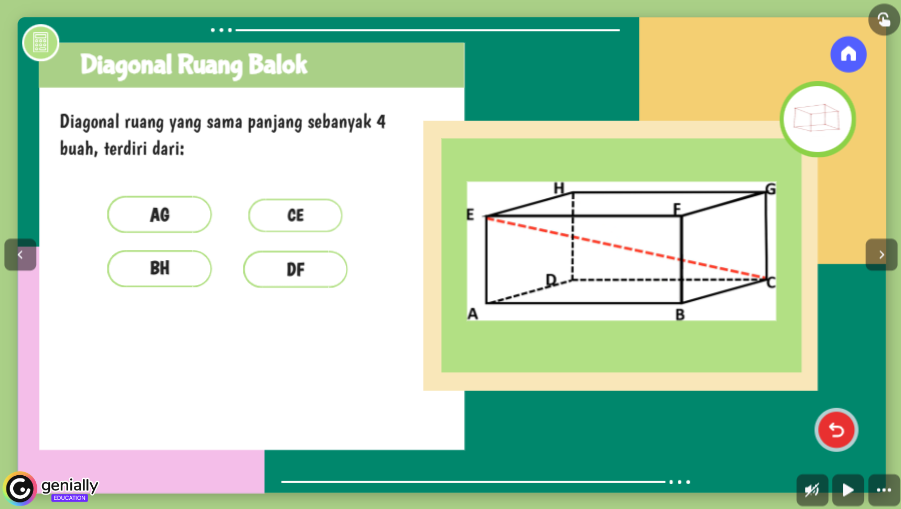 Diagonal Ruang Balok
Diagonal ruang yang sama panjang sebanyak 4
buah, terdiri dari:
AG
CE
BH
DF
H
G
E
F
D
C
A
B
genially
EDUCATION